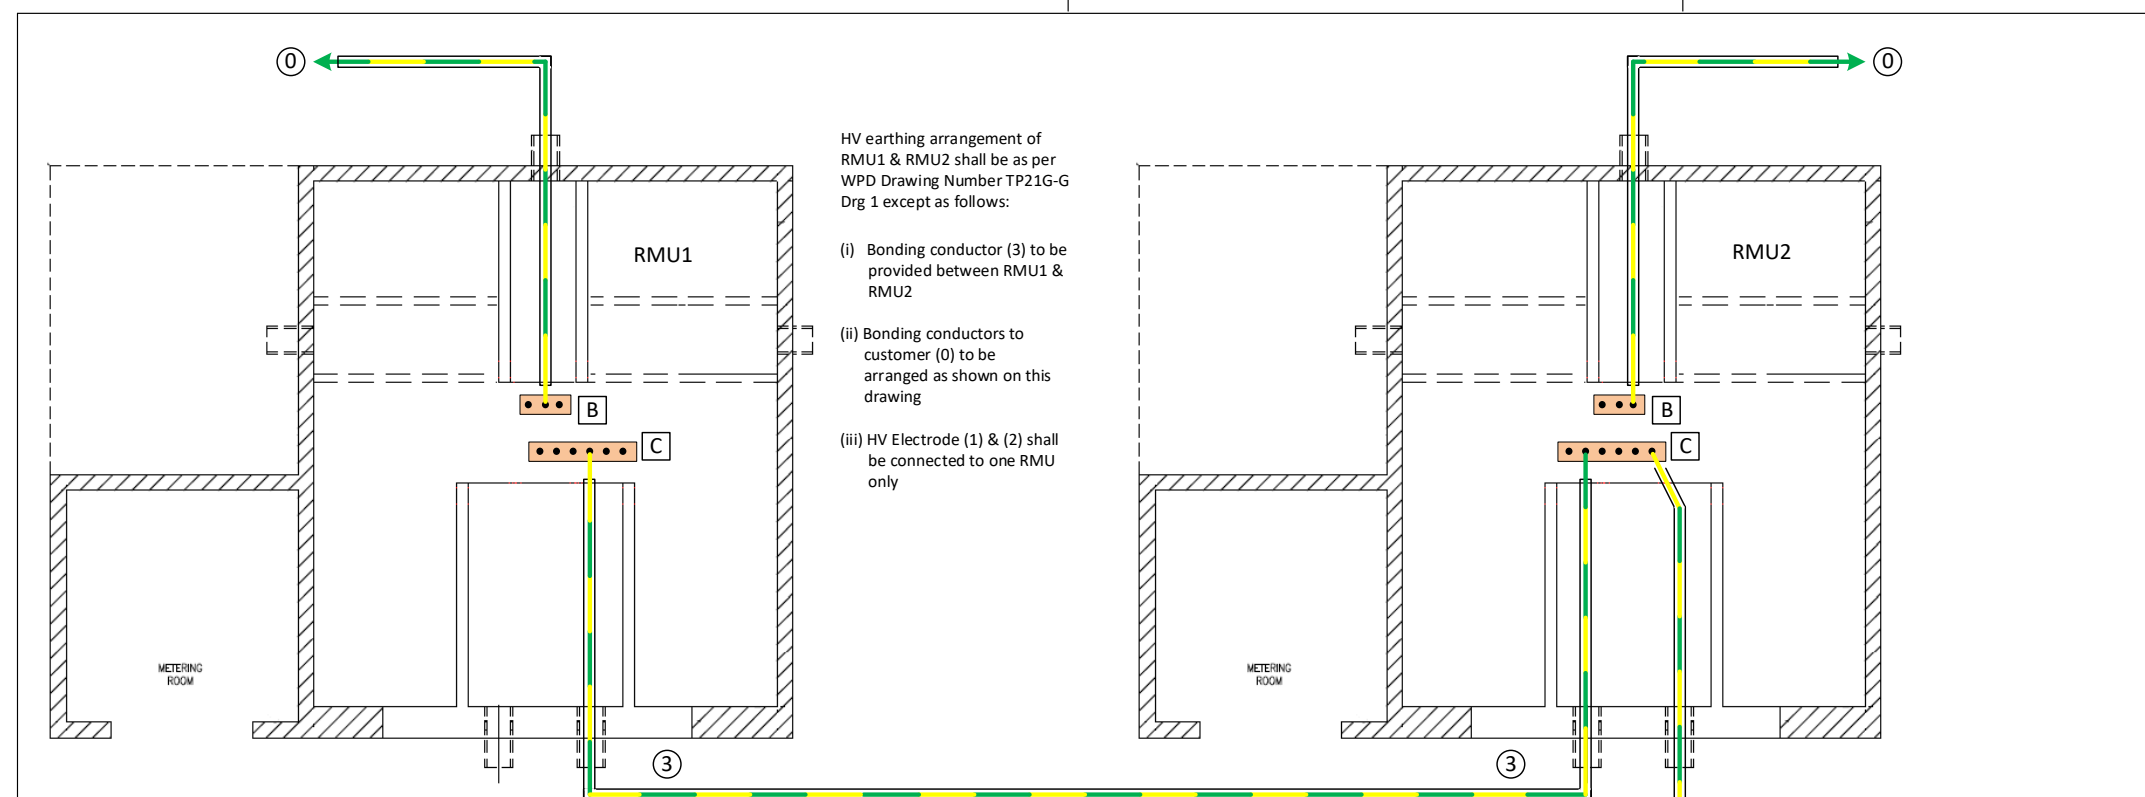 0
0
HV earthing arrangement of
RMU1 & RMU2 shall be as per
WPD Drawing Number TP21G-G
Drg 1 except as follows:
(i) Bonding conductor (3) to be
provided between RMU1 &
RMU2
(ii) Bonding conductors to
customer (0) to be
arranged as shown on this
drawing
(iii) HV Electrode (1) & (2) shall
be connected to one RMU
only
RMU1
RMU2
B
C
B
C
METERING
ROOM
METERING
ROOM
3
3